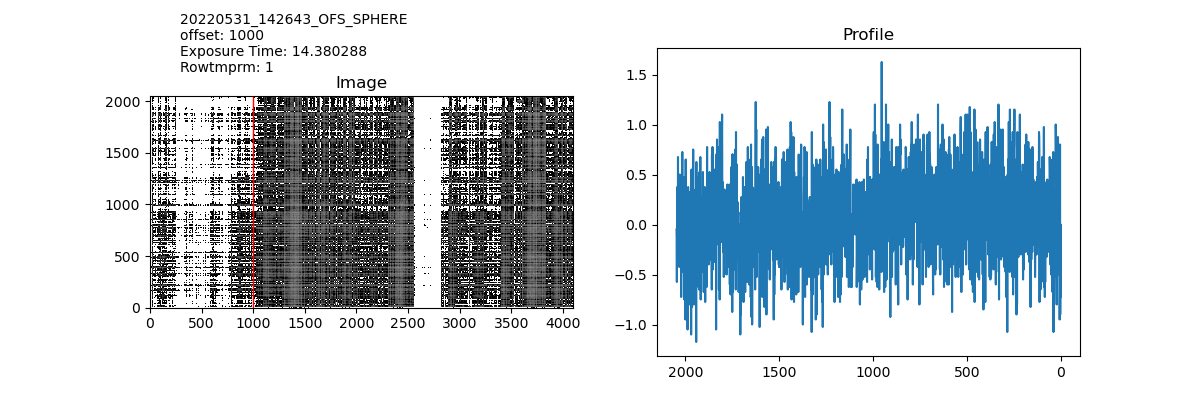 20220531_142643_OFS_SPHERE
offset: 1000
Exposure Time: 14.380288
Rowtmprm: 1
Image
2000
1500
1000
500
0
0 500 1000 1500 2000 2500 3000 3500 4000
Profile
1.5
1.0
0.5
0.0
−0.5
−1.0
2000 1500 1000 500 0